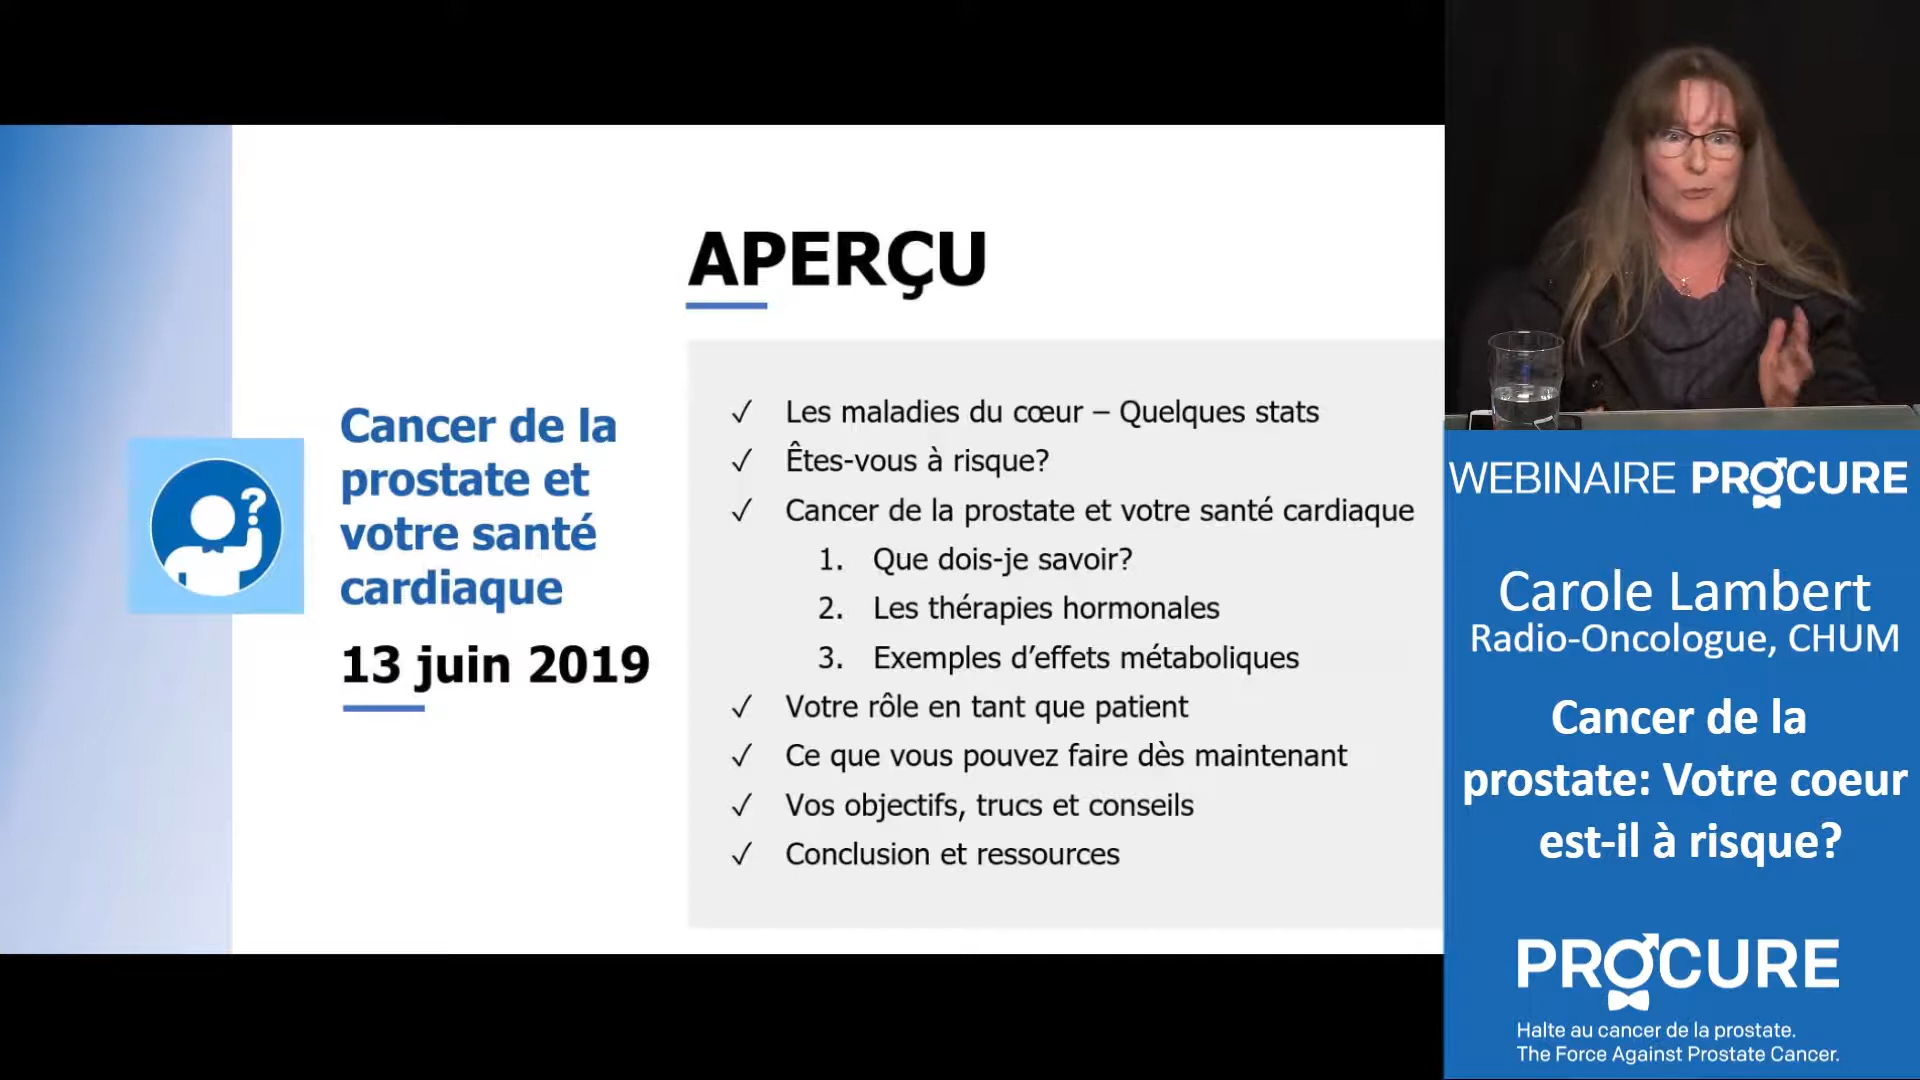 APERÇU
Cancer de la
prostate et
votre santé
cardiaque
13 juin 2019
✓ Les maladies du cœur – Quelques stats
✓ Êtes-vous à risque?
✓ Cancer de la prostate et votre santé cardiaque
1. Que dois-je savoir?
2. Les thérapies hormonales
3. Exemples d’effets métaboliques
✓ Votre rôle en tant que patient
✓ Ce que vous pouvez faire dès maintenant
✓ Vos objectifs, trucs et conseils
✓ Conclusion et ressources
?
WEBINAIRE PROCURE
Carole Lambert
Radio-Oncologue, CHUM
Cancer de la
prostate: Votre coeur
est-il à risque?
PROCURE
Halte au cancer de la prostate.
The Force Against Prostate Cancer.